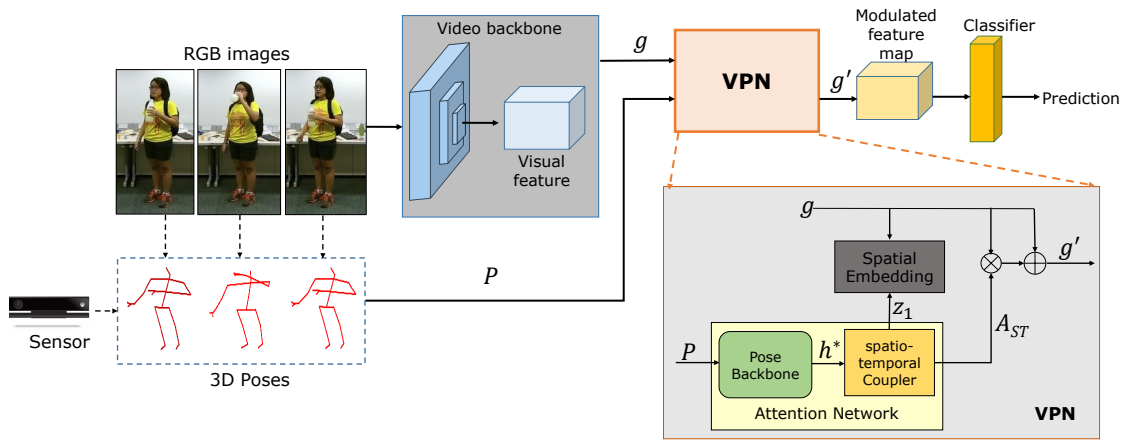 RGB images
Video backbone
Visual
feature
g
VPN
g′
Modulated
feature
map
Classifier
Prediction
P
Sensor
3D Poses
g
Spatial
Embedding
g′
z₁
A_ST
P
Pose
Backbone
h*
spatio-
temporal
Coupler
Attention Network
VPN